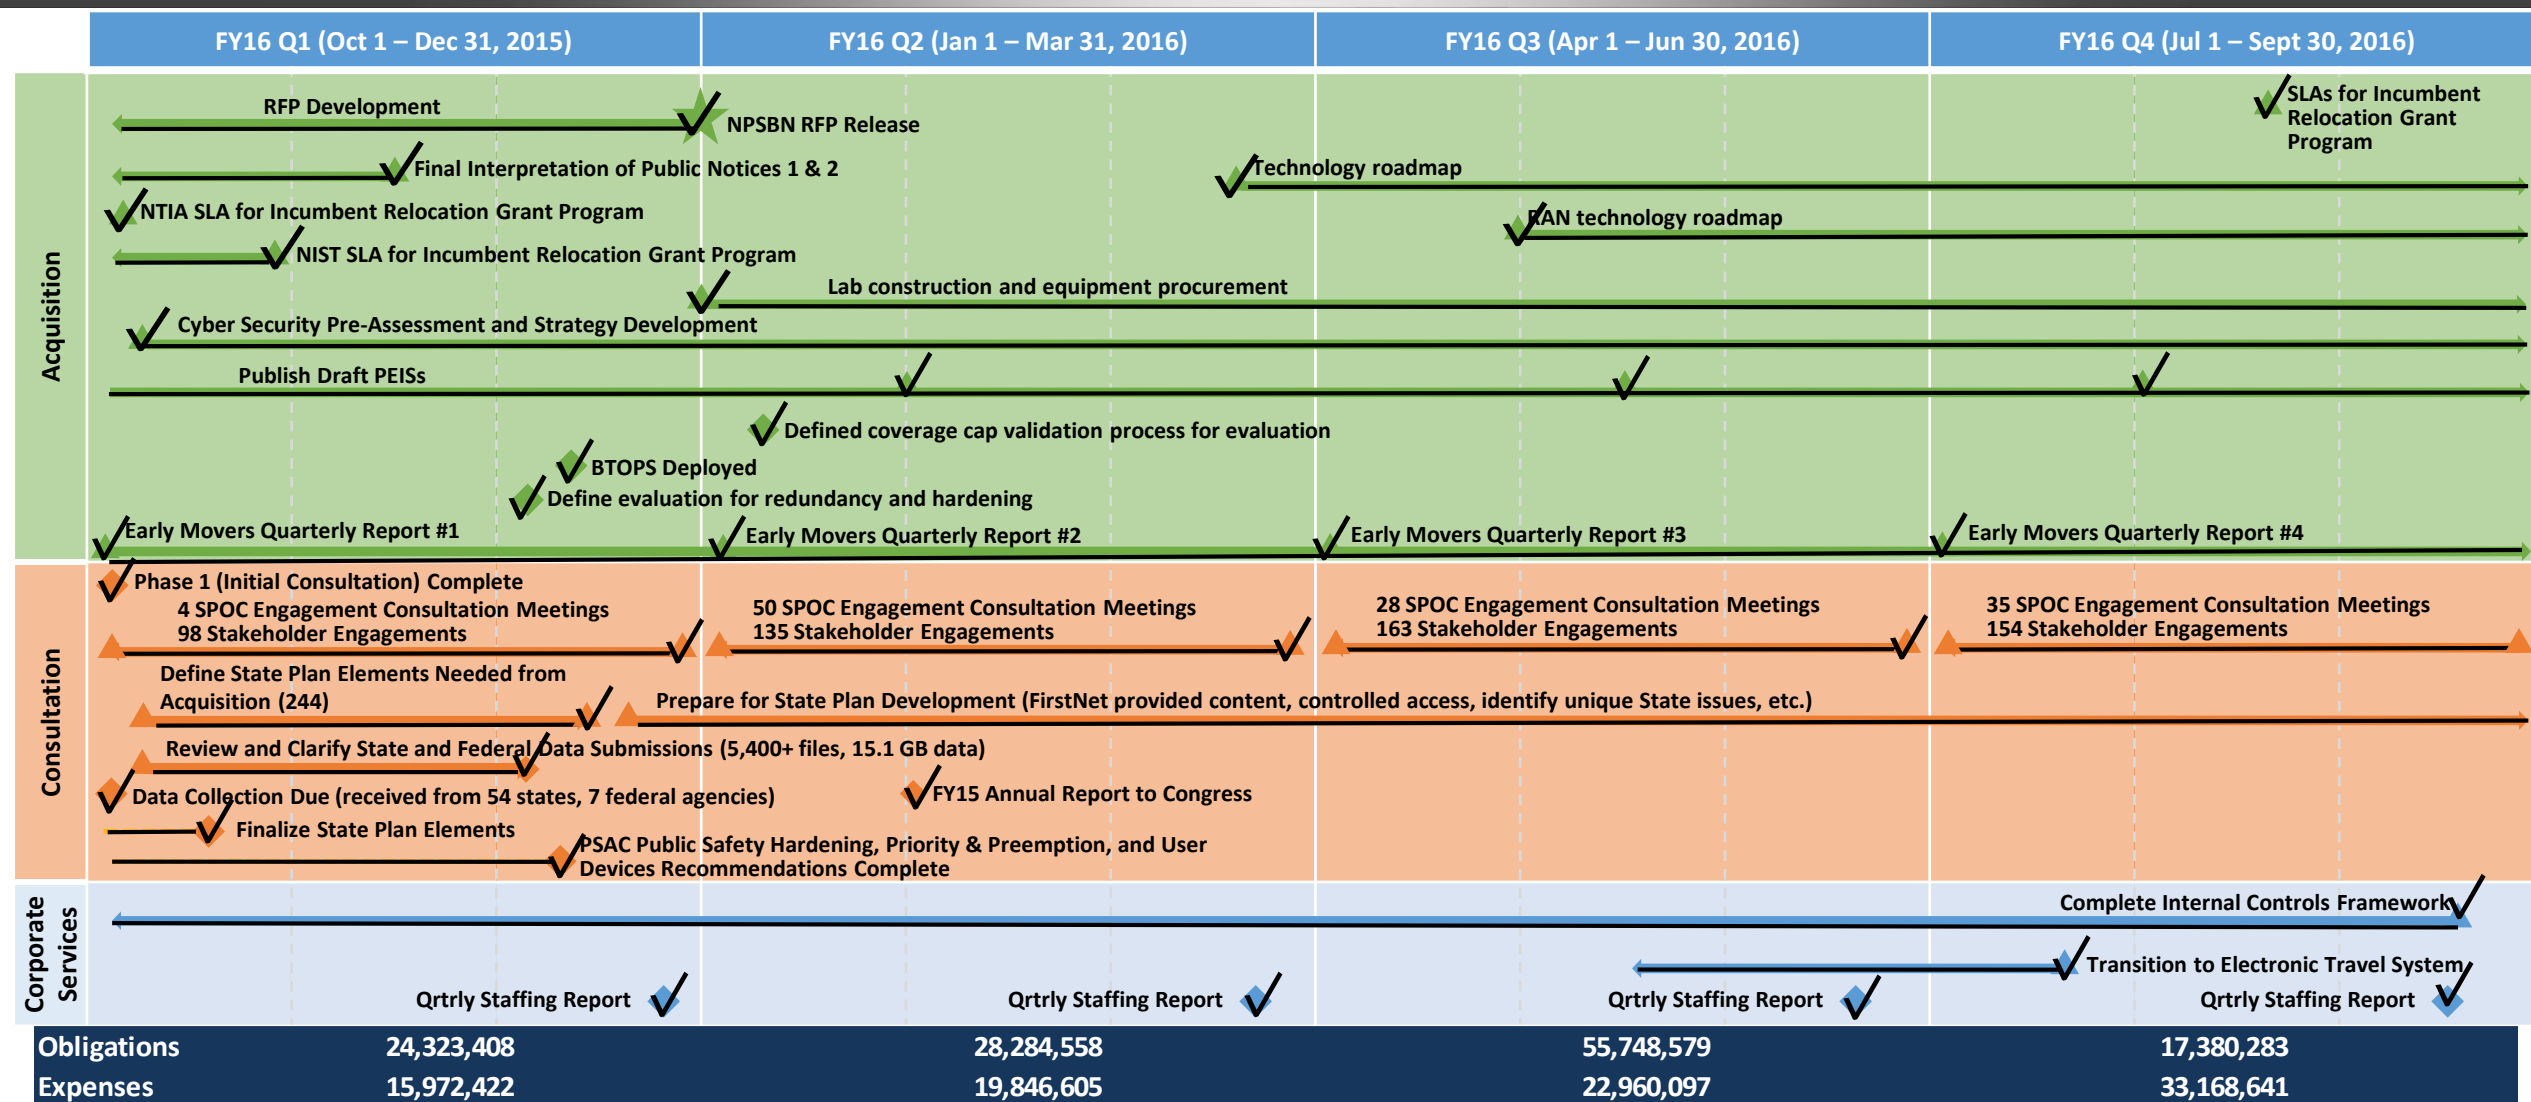 FY16 Q1 (Oct 1 – Dec 31, 2015)
FY16 Q2 (Jan 1 – Mar 31, 2016)
FY16 Q3 (Apr 1 – Jun 30, 2016)
FY16 Q4 (Jul 1 – Sept 30, 2016)
Acquisition
RFP Development
NPSBN RFP Release
SLAs for Incumbent
Relocation Grant
Program
Final Interpretation of Public Notices 1 & 2
Technology roadmap
NTIA SLA for Incumbent Relocation Grant Program
RAN technology roadmap
NIST SLA for Incumbent Relocation Grant Program
Lab construction and equipment procurement
Cyber Security Pre-Assessment and Strategy Development
Publish Draft PEISs
Defined coverage cap validation process for evaluation
BTOPS Deployed
Define evaluation for redundancy and hardening
Early Movers Quarterly Report #1
Early Movers Quarterly Report #2
Early Movers Quarterly Report #3
Early Movers Quarterly Report #4
Consultation
Phase 1 (Initial Consultation) Complete
4 SPOC Engagement Consultation Meetings
98 Stakeholder Engagements
50 SPOC Engagement Consultation Meetings
135 Stakeholder Engagements
28 SPOC Engagement Consultation Meetings
163 Stakeholder Engagements
35 SPOC Engagement Consultation Meetings
154 Stakeholder Engagements
Define State Plan Elements Needed from
Acquisition (244)
Prepare for State Plan Development (FirstNet provided content, controlled access, identify unique State issues, etc.)
Review and Clarify State and Federal Data Submissions (5,400+ files, 15.1 GB data)
Data Collection Due (received from 54 states, 7 federal agencies)
FY15 Annual Report to Congress
Finalize State Plan Elements
PSAC Public Safety Hardening, Priority & Preemption, and User
Devices Recommendations Complete
Corporate
Services
Complete Internal Controls Framework
Transition to Electronic Travel System
Qrtrly Staffing Report
Qrtrly Staffing Report
Qrtrly Staffing Report
Qrtrly Staffing Report
Obligations 24,323,408 28,284,558 55,748,579 17,380,283
Expenses 15,972,422 19,846,605 22,960,097 33,168,641